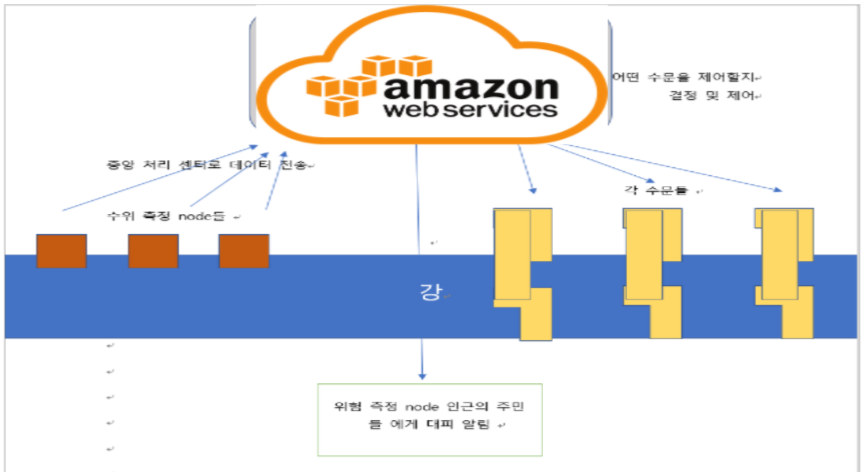 amazon
web services
어떤 수문을 제어할지
결정 및 제어
중앙 처리 센터로 데이터 전송
각 수문들
수위 측정 node들
강
위험 측정 node 인근의 주민
들 에게 대피 알림